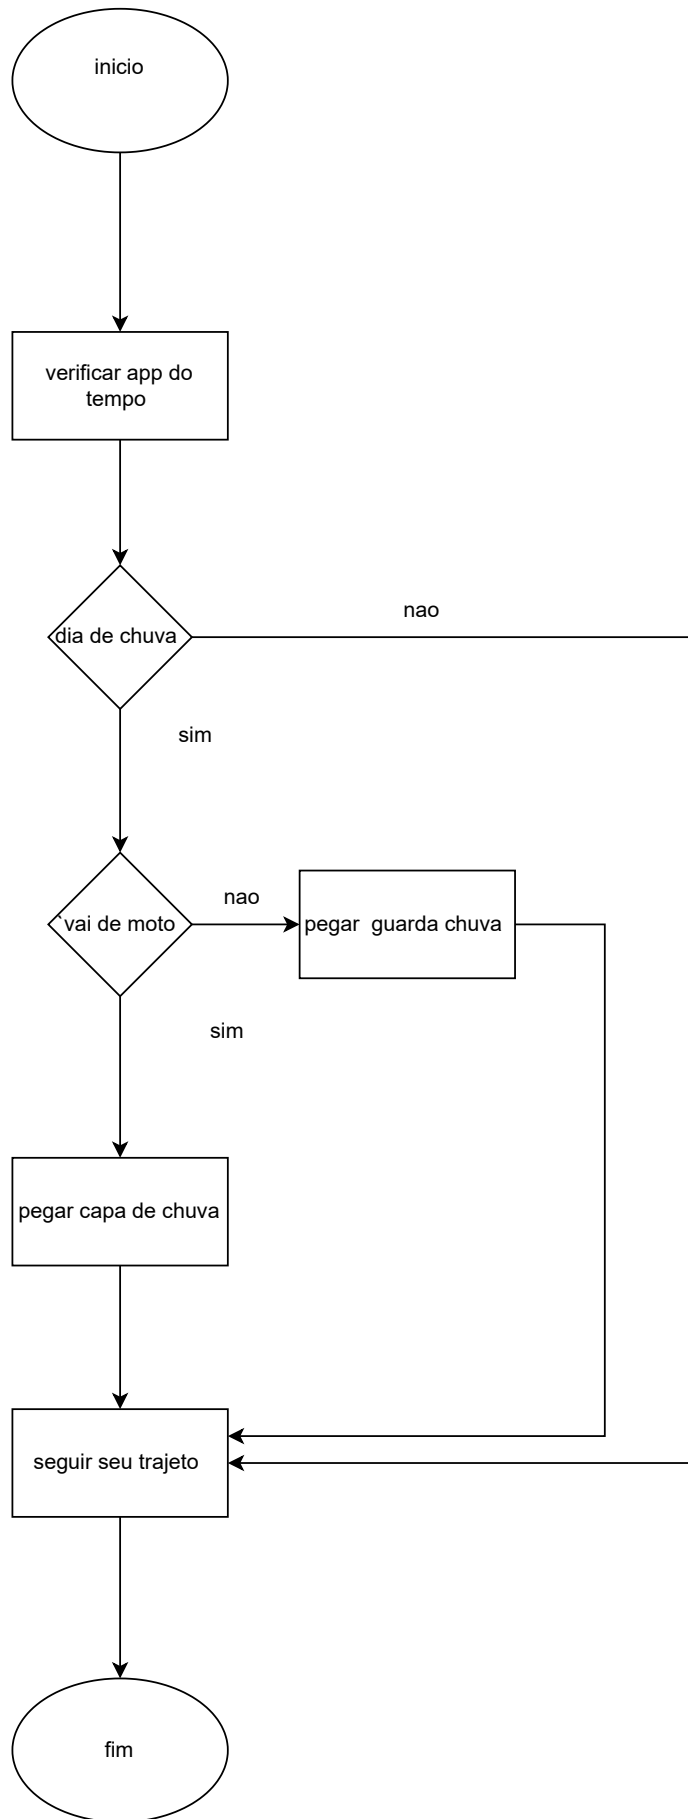 inicio
verificar app do
tempo
dia de chuva
nao
sim
`vai de moto
nao
pegar  guarda chuva
sim
pegar capa de chuva
seguir seu trajeto
fim